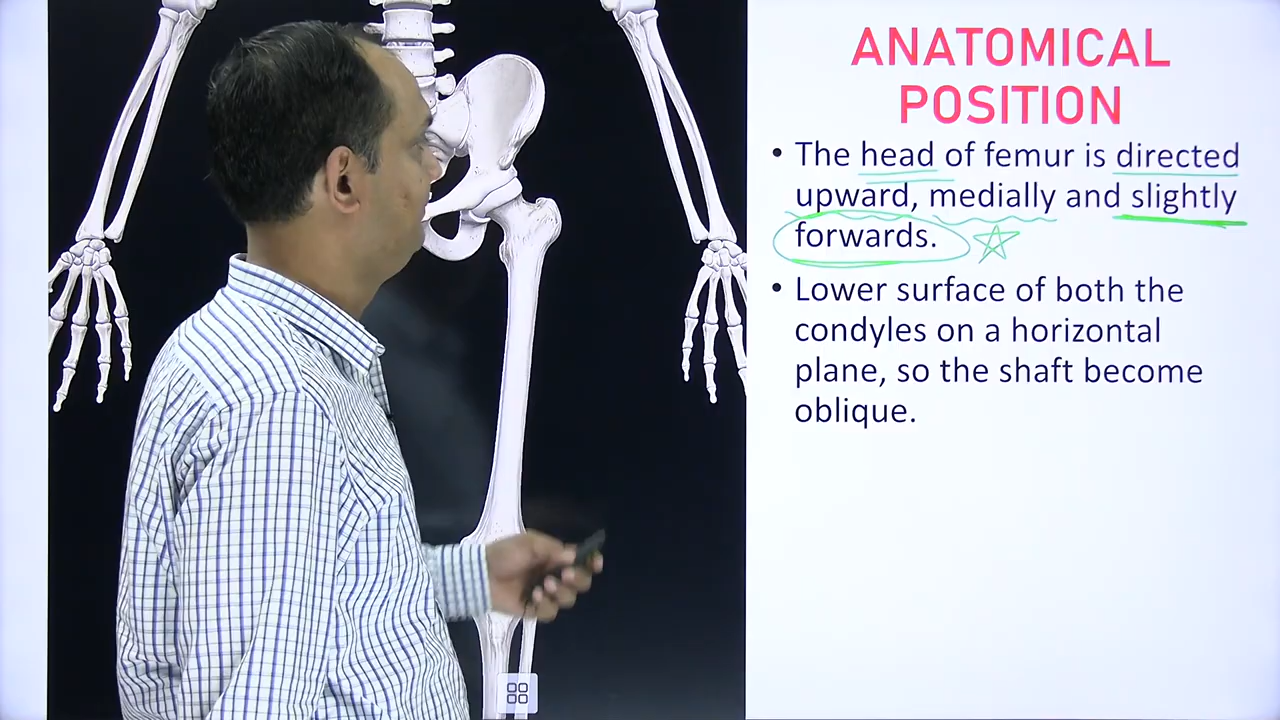 ANATOMICAL
POSITION
• The head of femur is directed
upward, medially and slightly
forwards.
• Lower surface of both the
condyles on a horizontal
plane, so the shaft become
oblique.